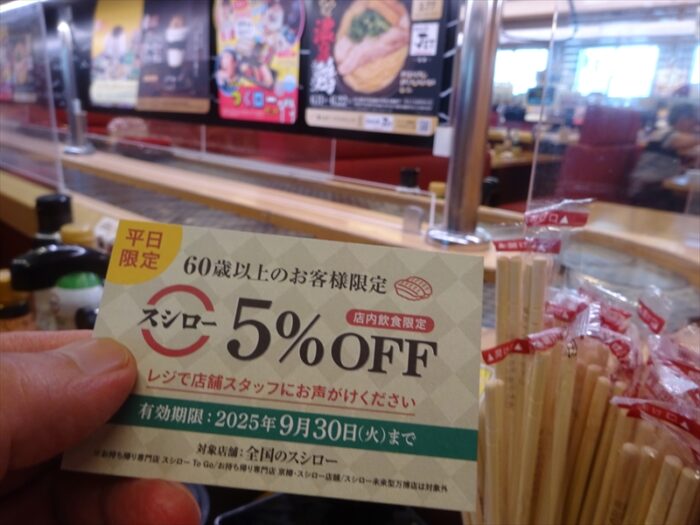 平日
限定
60歳以上のお客様限定
スシロー
5%OFF
店内飲食限定
レジで店舗スタッフにお声がけください
有効期限：2025年9月30日(火)まで
対象店舗：全国のスシロー
※お持ち帰り専門店 スシロー To Go/お持ち帰り専門店 京樽・スシロー店舗/スシロー未来型万博店は対象外